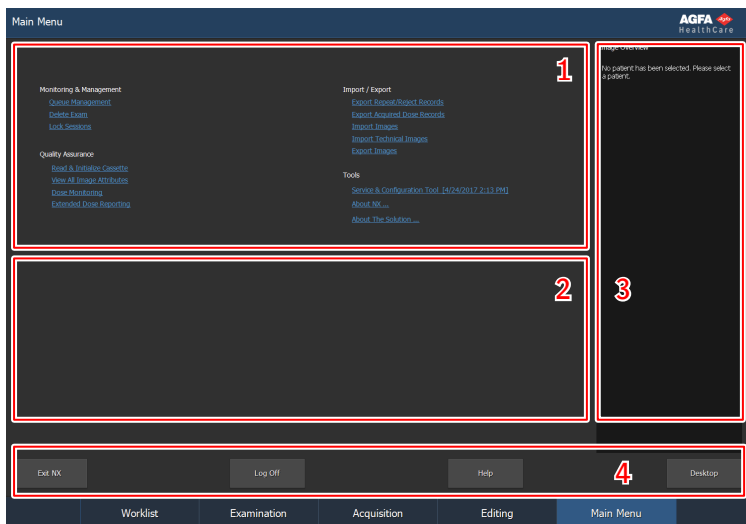 Main Menu
AGFA
HealthCare
1
Monitoring & Management
Queue Management
Delete Exam
Lock Sessions
Quality Assurance
Read & Initialize Cassette
View All Image Attributes
Dose Monitoring
Extended Dose Reporting
Import / Export
Export Repeat/Reject Records
Export Acquired Dose Records
Import Images
Import Technical Images
Export Images
Tools
Service & Configuration Tool [4/24/2017 2:13 PM]
About NX ...
About The Solution ...
Image Overview
No patient has been selected. Please select
a patient.
2
3
Exit NX
Log Off
Help
4
Desktop
Worklist
Examination
Acquisition
Editing
Main Menu